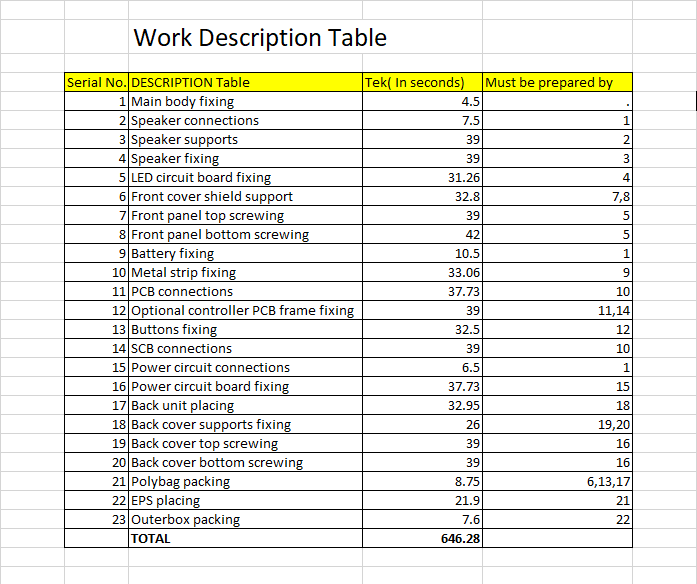 Work Description Table
Serial No. DESCRIPTION Table Tek( In seconds) Must be prepared by
1 Main body fixing 4.5 .
2 Speaker connections 7.5 1
3 Speaker supports 39 2
4 Speaker fixing 39 3
5 LED circuit board fixing 31.26 4
6 Front cover shield support 32.8 7,8
7 Front panel top screwing 39 5
8 Front panel bottom screwing 42 5
9 Battery fixing 10.5 1
10 Metal strip fixing 33.06 9
11 PCB connections 37.73 10
12 Optional controller PCB frame fixing 39 11,14
13 Buttons fixing 32.5 12
14 SCB connections 39 10
15 Power circuit connections 6.5 1
16 Power circuit board fixing 37.73 15
17 Back unit placing 32.95 18
18 Back cover supports fixing 26 19,20
19 Back cover top screwing 39 16
20 Back cover bottom screwing 39 16
21 Polybag packing 8.75 6,13,17
22 EPS placing 21.9 21
23 Outerbox packing 7.6 22
TOTAL 646.28